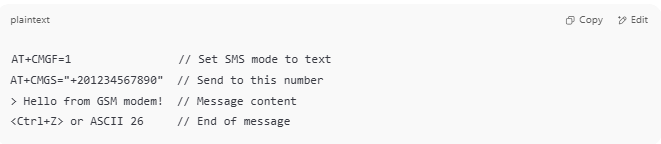 plaintext Copy Edit
AT+CMGF=1 // Set SMS mode to text
AT+CMGS="+201234567890" // Send to this number
> Hello from GSM modem! // Message content
<Ctrl+Z> or ASCII 26 // End of message